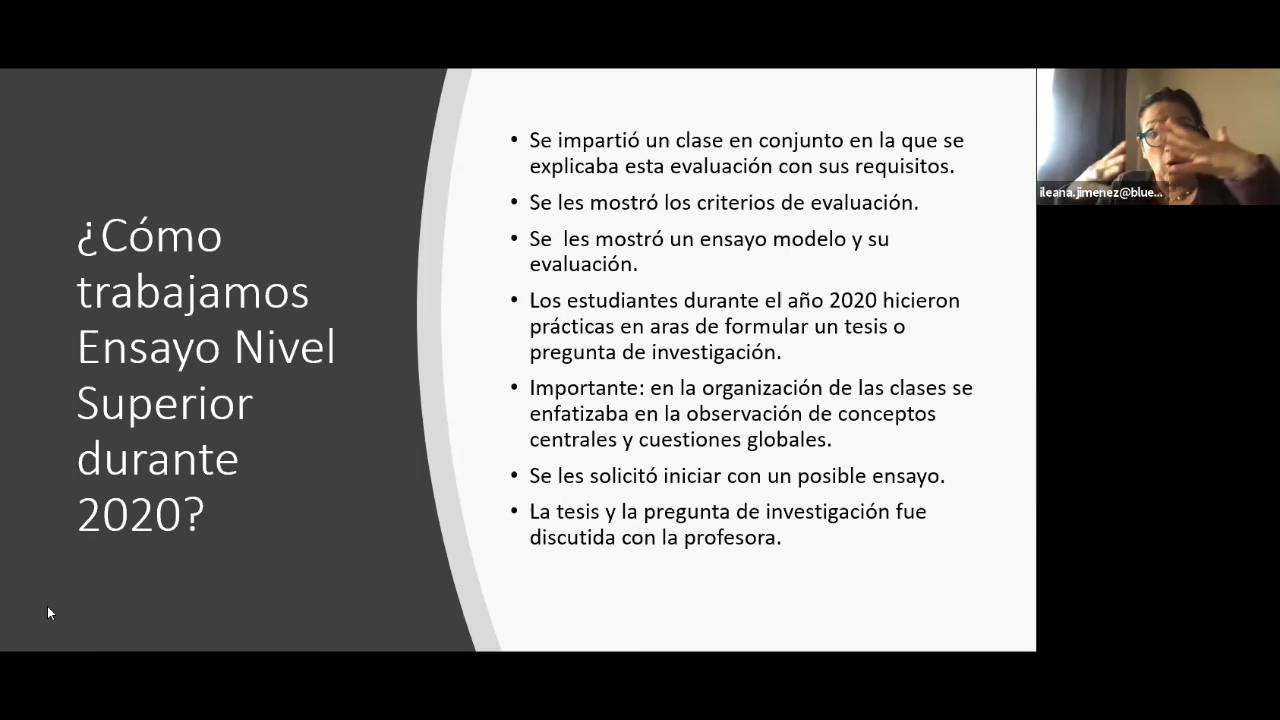 ¿Cómo
trabajamos
Ensayo Nivel
Superior
durante
2020?
• Se impartió un clase en conjunto en la que se
explicaba esta evaluación con sus requisitos.
• Se les mostró los criterios de evaluación.
• Se  les mostró un ensayo modelo y su
evaluación.
• Los estudiantes durante el año 2020 hicieron
prácticas en aras de formular un tesis o
pregunta de investigación.
• Importante: en la organización de las clases se
enfatizaba en la observación de conceptos
centrales y cuestiones globales.
• Se les solicitó iniciar con un posible ensayo.
• La tesis y la pregunta de investigación fue
discutida con la profesora.
ileana.jimenez@blue...